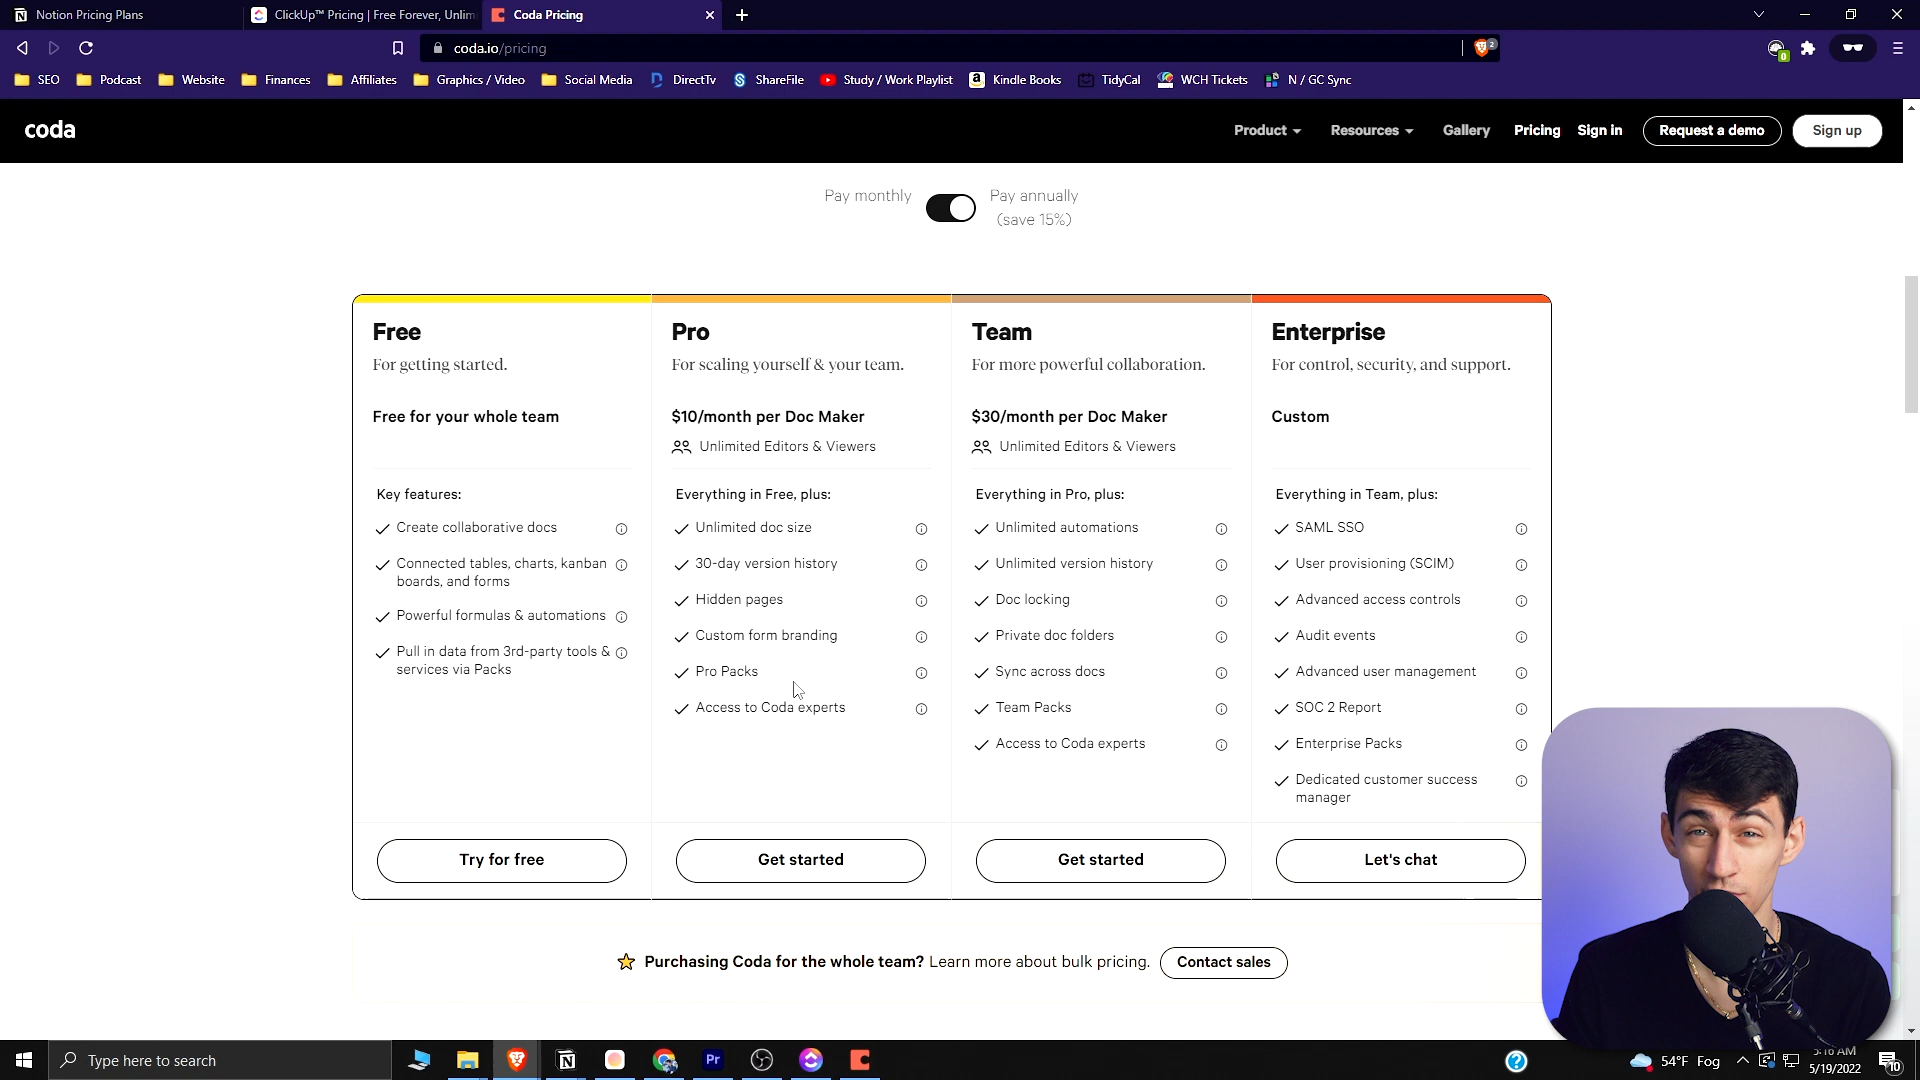 Notion Pricing Plans
ClickUp™ Pricing | Free Forever, Unlim
Coda Pricing
coda.io/pricing
2
0
SEO
Podcast
Website
Finances
Affiliates
Graphics / Video
Social Media
DirectTv
ShareFile
Study / Work Playlist
Kindle Books
TidyCal
WCH Tickets
N / GC Sync
coda
Product
Resources
Gallery
Pricing
Sign in
Request a demo
Sign up
Pay monthly
Pay annually
(save 15%)
Free
For getting started.
Free for your whole team
Key features:
Create collaborative docs
Connected tables, charts, kanban
boards, and forms
Powerful formulas & automations
Pull in data from 3rd-party tools &
services via Packs
Try for free
Pro
For scaling yourself & your team.
$10/month per Doc Maker
Unlimited Editors & Viewers
Everything in Free, plus:
Unlimited doc size
30-day version history
Hidden pages
Custom form branding
Pro Packs
Access to Coda experts
Get started
Team
For more powerful collaboration.
$30/month per Doc Maker
Unlimited Editors & Viewers
Everything in Pro, plus:
Unlimited automations
Unlimited version history
Doc locking
Private doc folders
Sync across docs
Team Packs
Access to Coda experts
Get started
Enterprise
For control, security, and support.
Custom
Everything in Team, plus:
SAML SSO
User provisioning (SCIM)
Advanced access controls
Audit events
Advanced user management
SOC 2 Report
Enterprise Packs
Dedicated customer success
manager
Let's chat
Purchasing Coda for the whole team? Learn more about bulk pricing.
Contact sales
Type here to search
Pr
54°F Fog
5:16 AM
5/19/2022
10